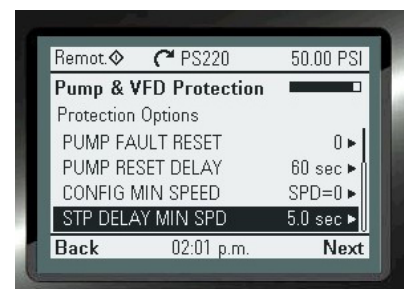 Remot. PS220 50.00 PSI
Pump & VFD Protection
Protection Options
PUMP FAULT RESET 0
PUMP RESET DELAY 60 sec
CONFIG MIN SPEED SPD=0
STP DELAY MIN SPD 5.0 sec
Back 02:01 p.m. Next